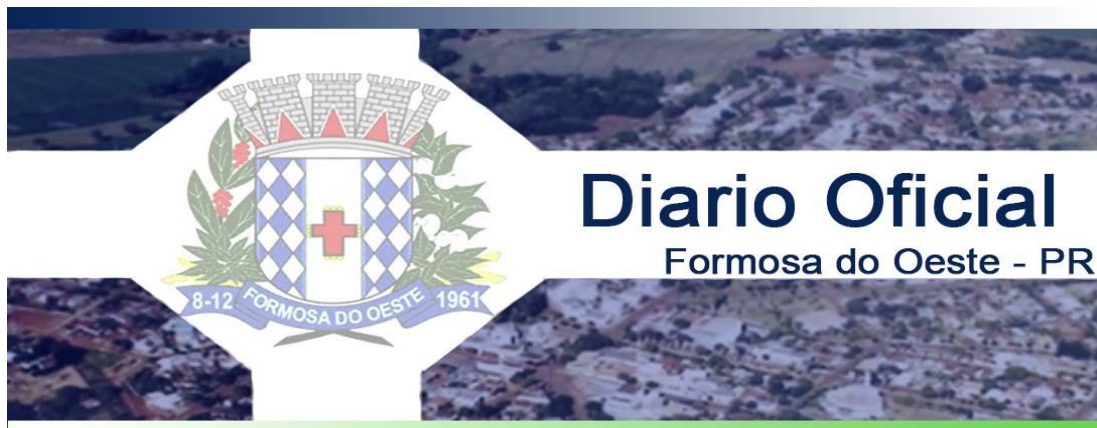 Diario Oficial
Formosa do Oeste - PR
8-12 FORMOSA DO OESTE 1961